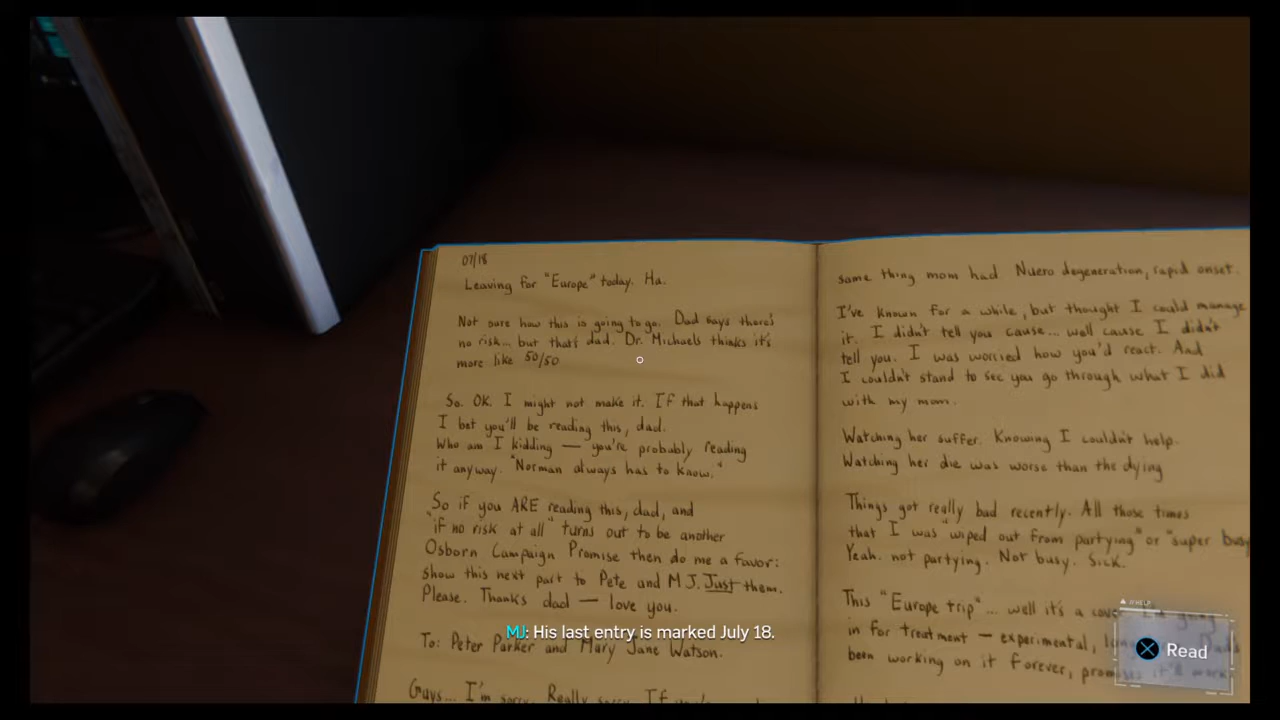 07/18
Leaving for "Europe" today. Ha.
Not sure how this is going to go. Dad says there's
no risk... but that's dad. Dr. Michaels thinks it's
more like 50/50
So. OK. I might not make it. If that happens
I bet you'll be reading this, dad.
Who am I kidding — you're probably reading
it anyway. "Norman always has to know."
So if you ARE reading this, dad, and
"if no risk at all" turns out to be another
Osborn Campaign Promise then do me a favor:
show this next part to Pete and MJ. Just them.
Please. Thanks dad — love you.
To: Peter Parker and Mary Jane Watson.
Guys... I'm sorry. Really sorry. If
same thing mom had. Nuero degeneration, rapid onset.
I've known for a while, but thought I could manage
it. I didn't tell you cause... well cause I didn't
tell you. I was worried how you'd react. And
I couldn't stand to see you go through what I did
with my mom.
Watching her suffer. Knowing I couldn't help.
Watching her die was worse than the dying
Things got really bad recently. All those times
that I was "wiped out from partying" or "super busy
Yeah. not partying. Not busy. Sick.
This "Europe trip"... well it's a going
in for treatment — experimental,
been working on it forever, promises it'll work
MJ: His last entry is marked July 18.
Read